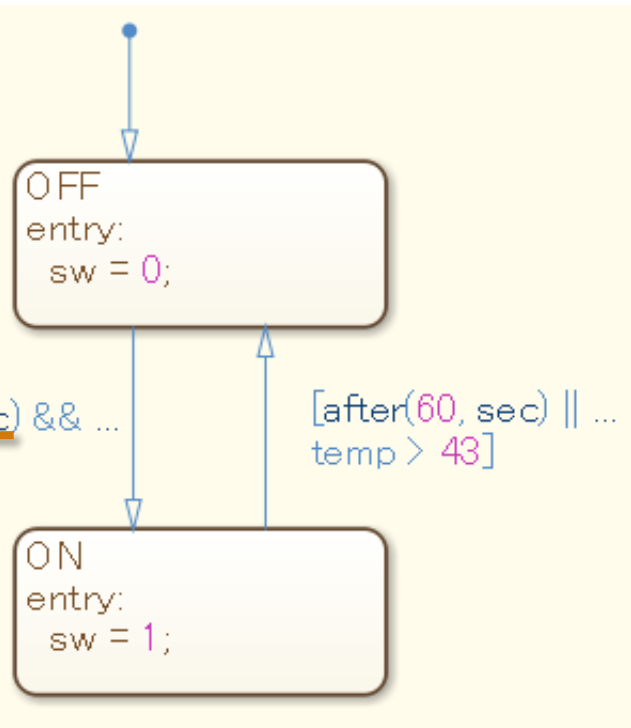 OFF
entry:
sw = 0;
c) && ...
[after(60, sec) || ...
temp > 43]
ON
entry:
sw = 1;